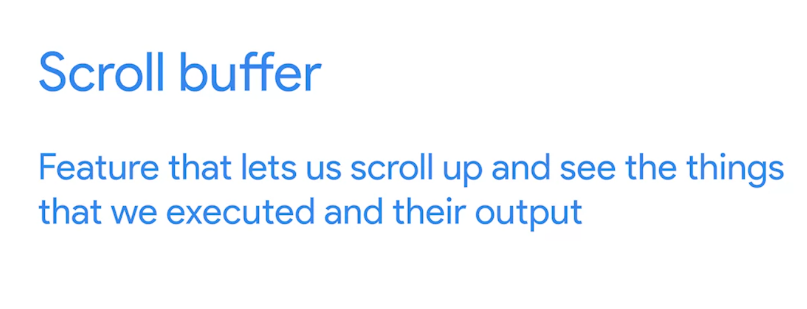 Scroll buffer
Feature that lets us scroll up and see the things
that we executed and their output